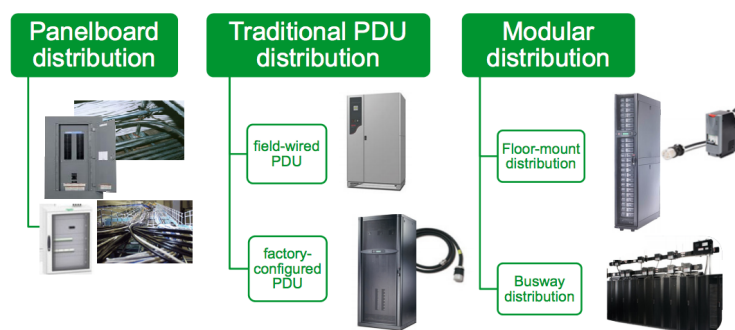 Panelboard
distribution
Traditional PDU
distribution
field-wired
PDU
factory-
configured
PDU
Modular
distribution
Floor-mount
distribution
Busway
distribution